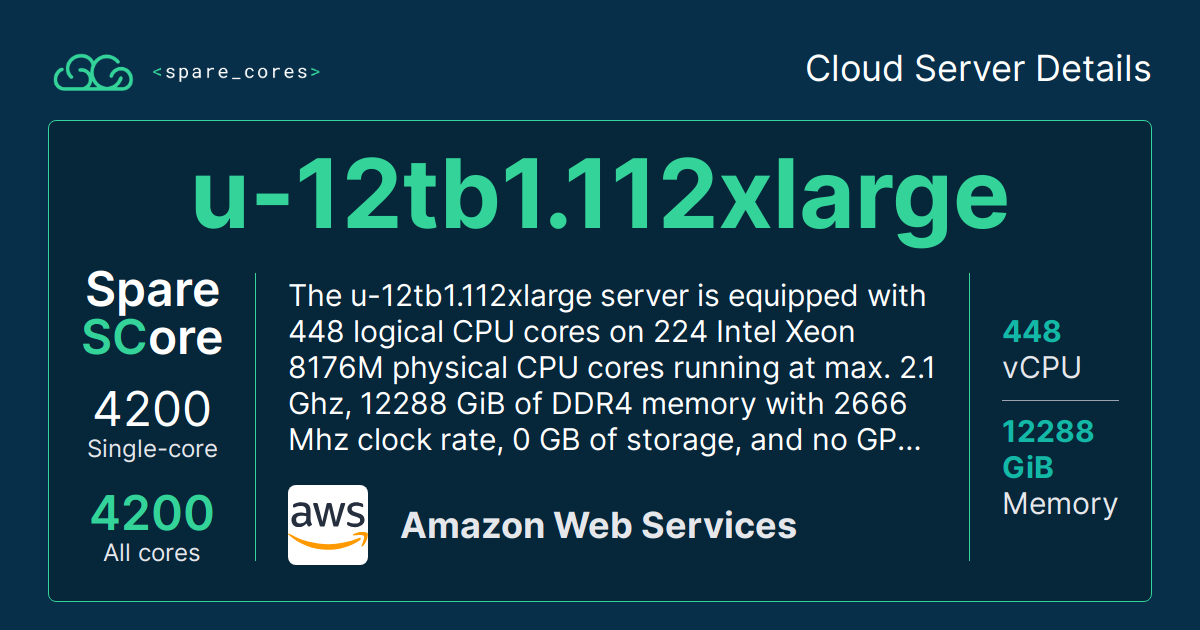 <spare_cores>
Cloud Server Details
u-12tb1.112xlarge
Spare
SCore
4200
Single-core
4200
All cores
The u-12tb1.112xlarge server is equipped with
448 logical CPU cores on 224 Intel Xeon
8176M physical CPU cores running at max. 2.1
Ghz, 12288 GiB of DDR4 memory with 2666
Mhz clock rate, 0 GB of storage, and no GP...
aws
Amazon Web Services
448
vCPU
12288
GiB
Memory